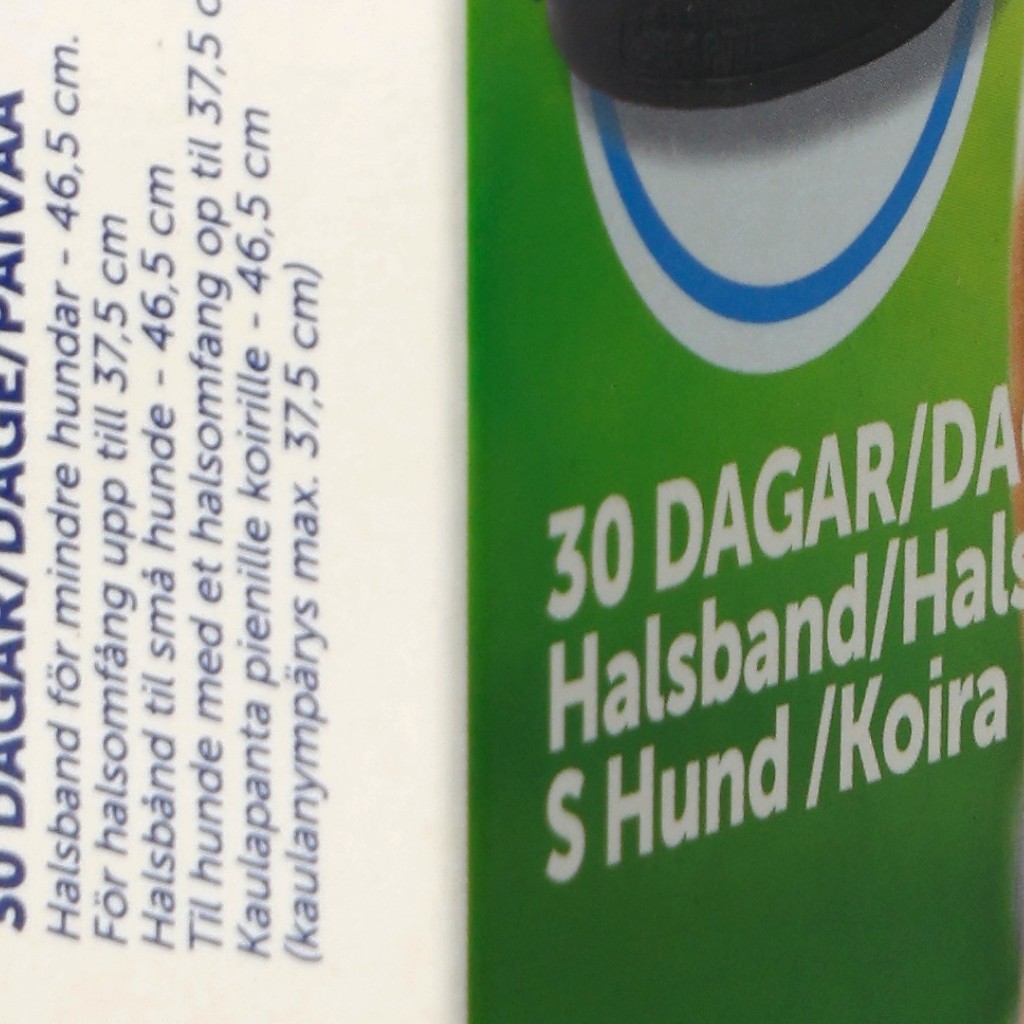 30 DAGAR/DAGE/PÄIVÄÄ
Halsband för mindre hundar - 46,5 cm.
För halsomfång upp till 37,5 cm
Halsbånd til små hunde - 46,5 cm
Til hunde med et halsomfang op til 37,5 c
Kaulapanta pienille koirille - 46,5 cm
(kaulanympärys max. 37,5 cm)
30 DAGAR/DA
Halsband/Hals
S Hund /Koira